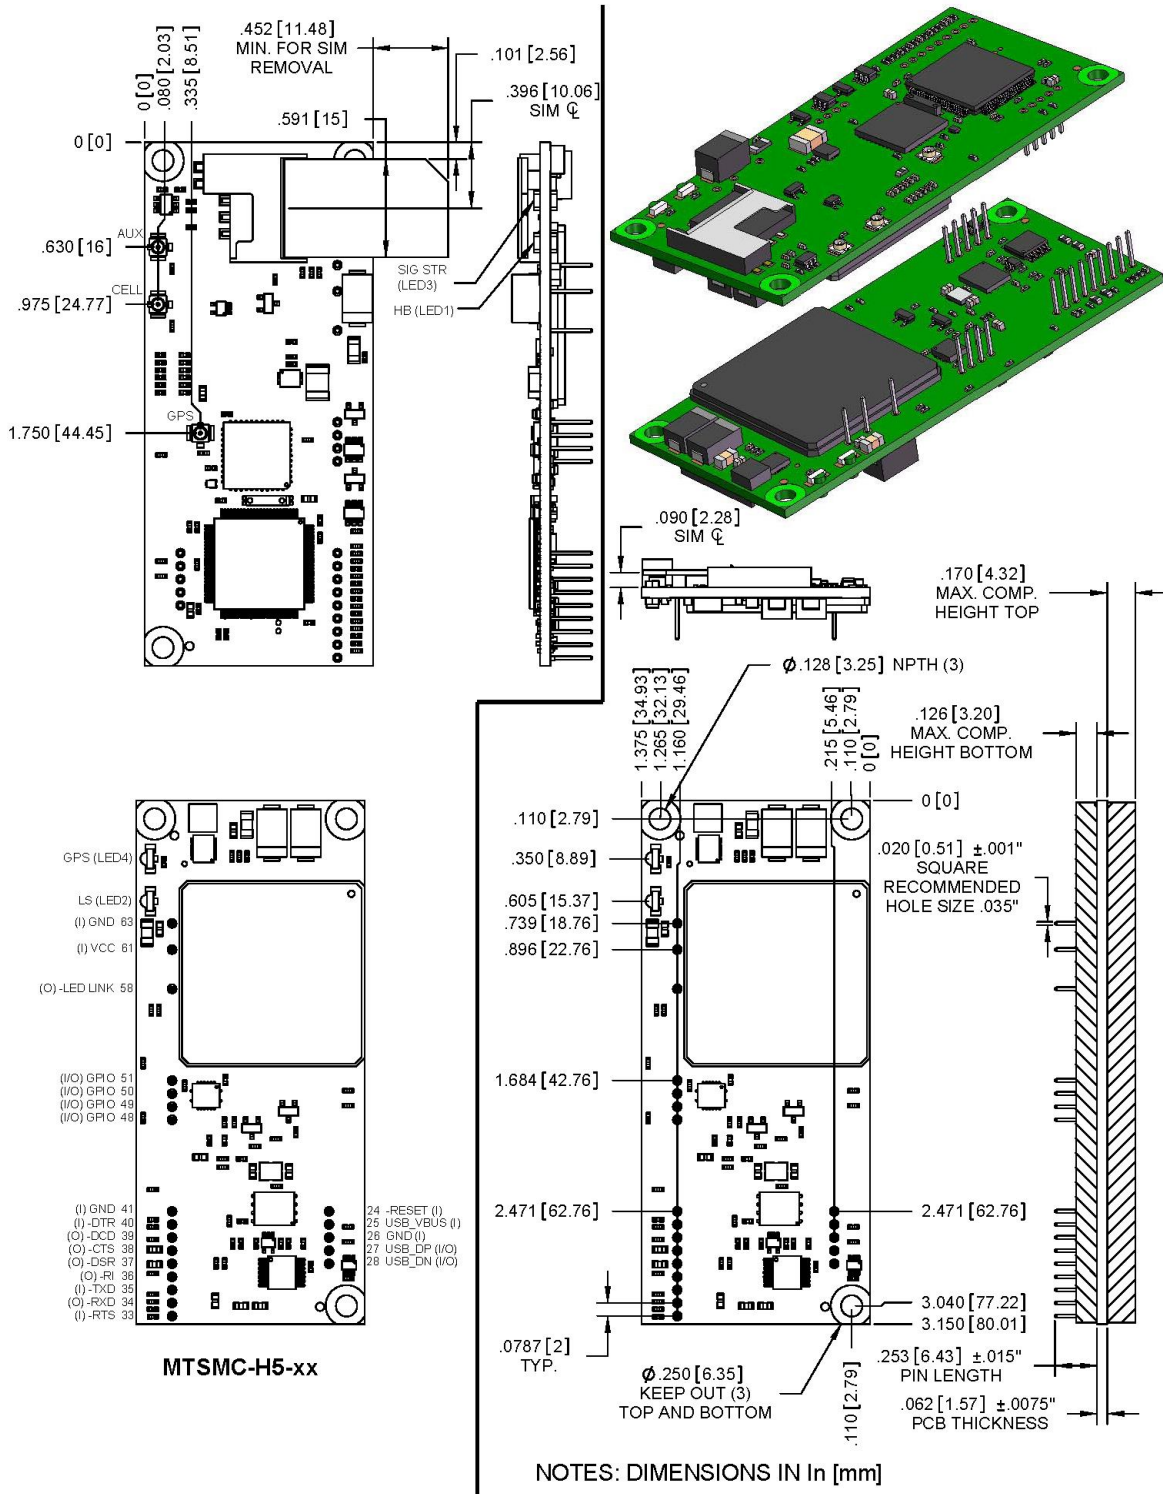 .452 [11.48]
MIN. FOR SIM
REMOVAL
0 [0]
.080 [2.03]
.335 [8.51]
.101 [2.56]
.396 [10.06]
SIM ℄
.591 [15]
0 [0]
AUX
.630 [16]
CELL
.975 [24.77]
GPS
1.750 [44.45]
SIG STR
(LED3)
HB (LED1)
.090 [2.28]
SIM ℄
.170 [4.32]
MAX. COMP.
HEIGHT TOP
Ø.128 [3.25] NPTH (3)
.126 [3.20]
MAX. COMP.
HEIGHT BOTTOM
1.375 [34.93]
1.265 [32.13]
1.160 [29.46]
.215 [5.46]
.110 [2.79]
0 [0]
0 [0]
.110 [2.79]
.350 [8.89]
.605 [15.37]
.739 [18.76]
.896 [22.76]
1.684 [42.76]
2.471 [62.76]
.0787 [2]
TYP.
.020 [0.51] ±.001"
SQUARE
RECOMMENDED
HOLE SIZE .035"
2.471 [62.76]
3.040 [77.22]
3.150 [80.01]
.253 [6.43] ±.015"
PIN LENGTH
.062 [1.57] ±.0075"
PCB THICKNESS
Ø.250 [6.35]
KEEP OUT (3)
TOP AND BOTTOM
.110 [2.79]
GPS (LED4)
LS (LED2)
(I) GND 63
(I) VCC 61
(O) -LED LINK 58
(I/O) GPIO 51
(I/O) GPIO 50
(I/O) GPIO 49
(I/O) GPIO 48
(I) GND 41
(I) -DTR 40
(O) -DCD 39
(O) -CTS 38
(O) -DSR 37
(O) -RI 36
(I) -TXD 35
(O) -RXD 34
(I) -RTS 33
24 -RESET (I)
25 USB_VBUS (I)
26 GND (I)
27 USB_DP (I/O)
28 USB_DN (I/O)
MTSMC-H5-xx
NOTES: DIMENSIONS IN In [mm]